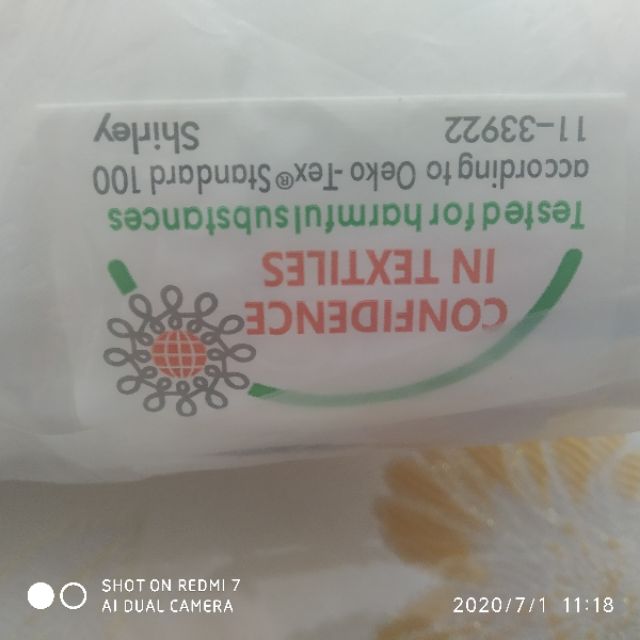 CONFIDENCE
IN TEXTILES
Tested for harmful substances
according to Oeko-Tex® Standard 100
11-33922 Shirley
SHOT ON REDMI 7
AI DUAL CAMERA
2020/7/1 11:18